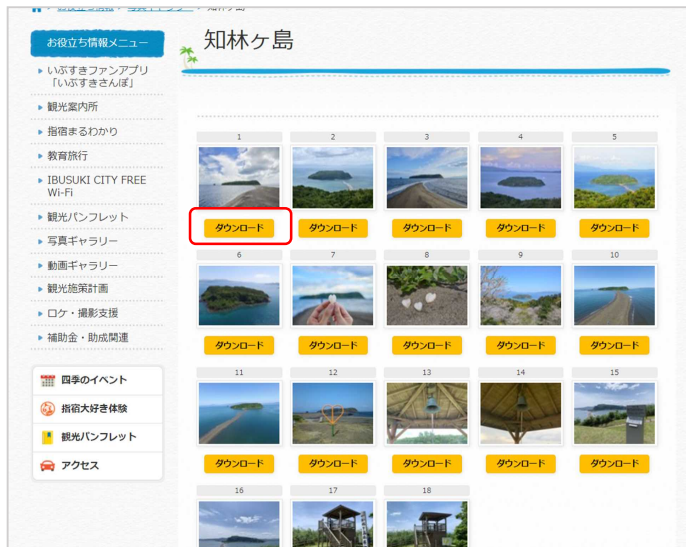 知林ヶ島
お役立ち情報メニュー
いぶすきファンアプリ
「いぶすきさんぽ」
観光案内所
指宿まるわかり
教育旅行
IBUSUKI CITY FREE
Wi-Fi
観光パンフレット
写真ギャラリー
動画ギャラリー
観光施策計画
ロケ・撮影支援
補助金・助成関連
四季のイベント
指宿大好き体験
観光パンフレット
アクセス
1 2 3 4 5
ダウンロード ダウンロード ダウンロード ダウンロード ダウンロード
6 7 8 9 10
ダウンロード ダウンロード ダウンロード ダウンロード ダウンロード
11 12 13 14 15
ダウンロード ダウンロード ダウンロード ダウンロード ダウンロード
16 17 18